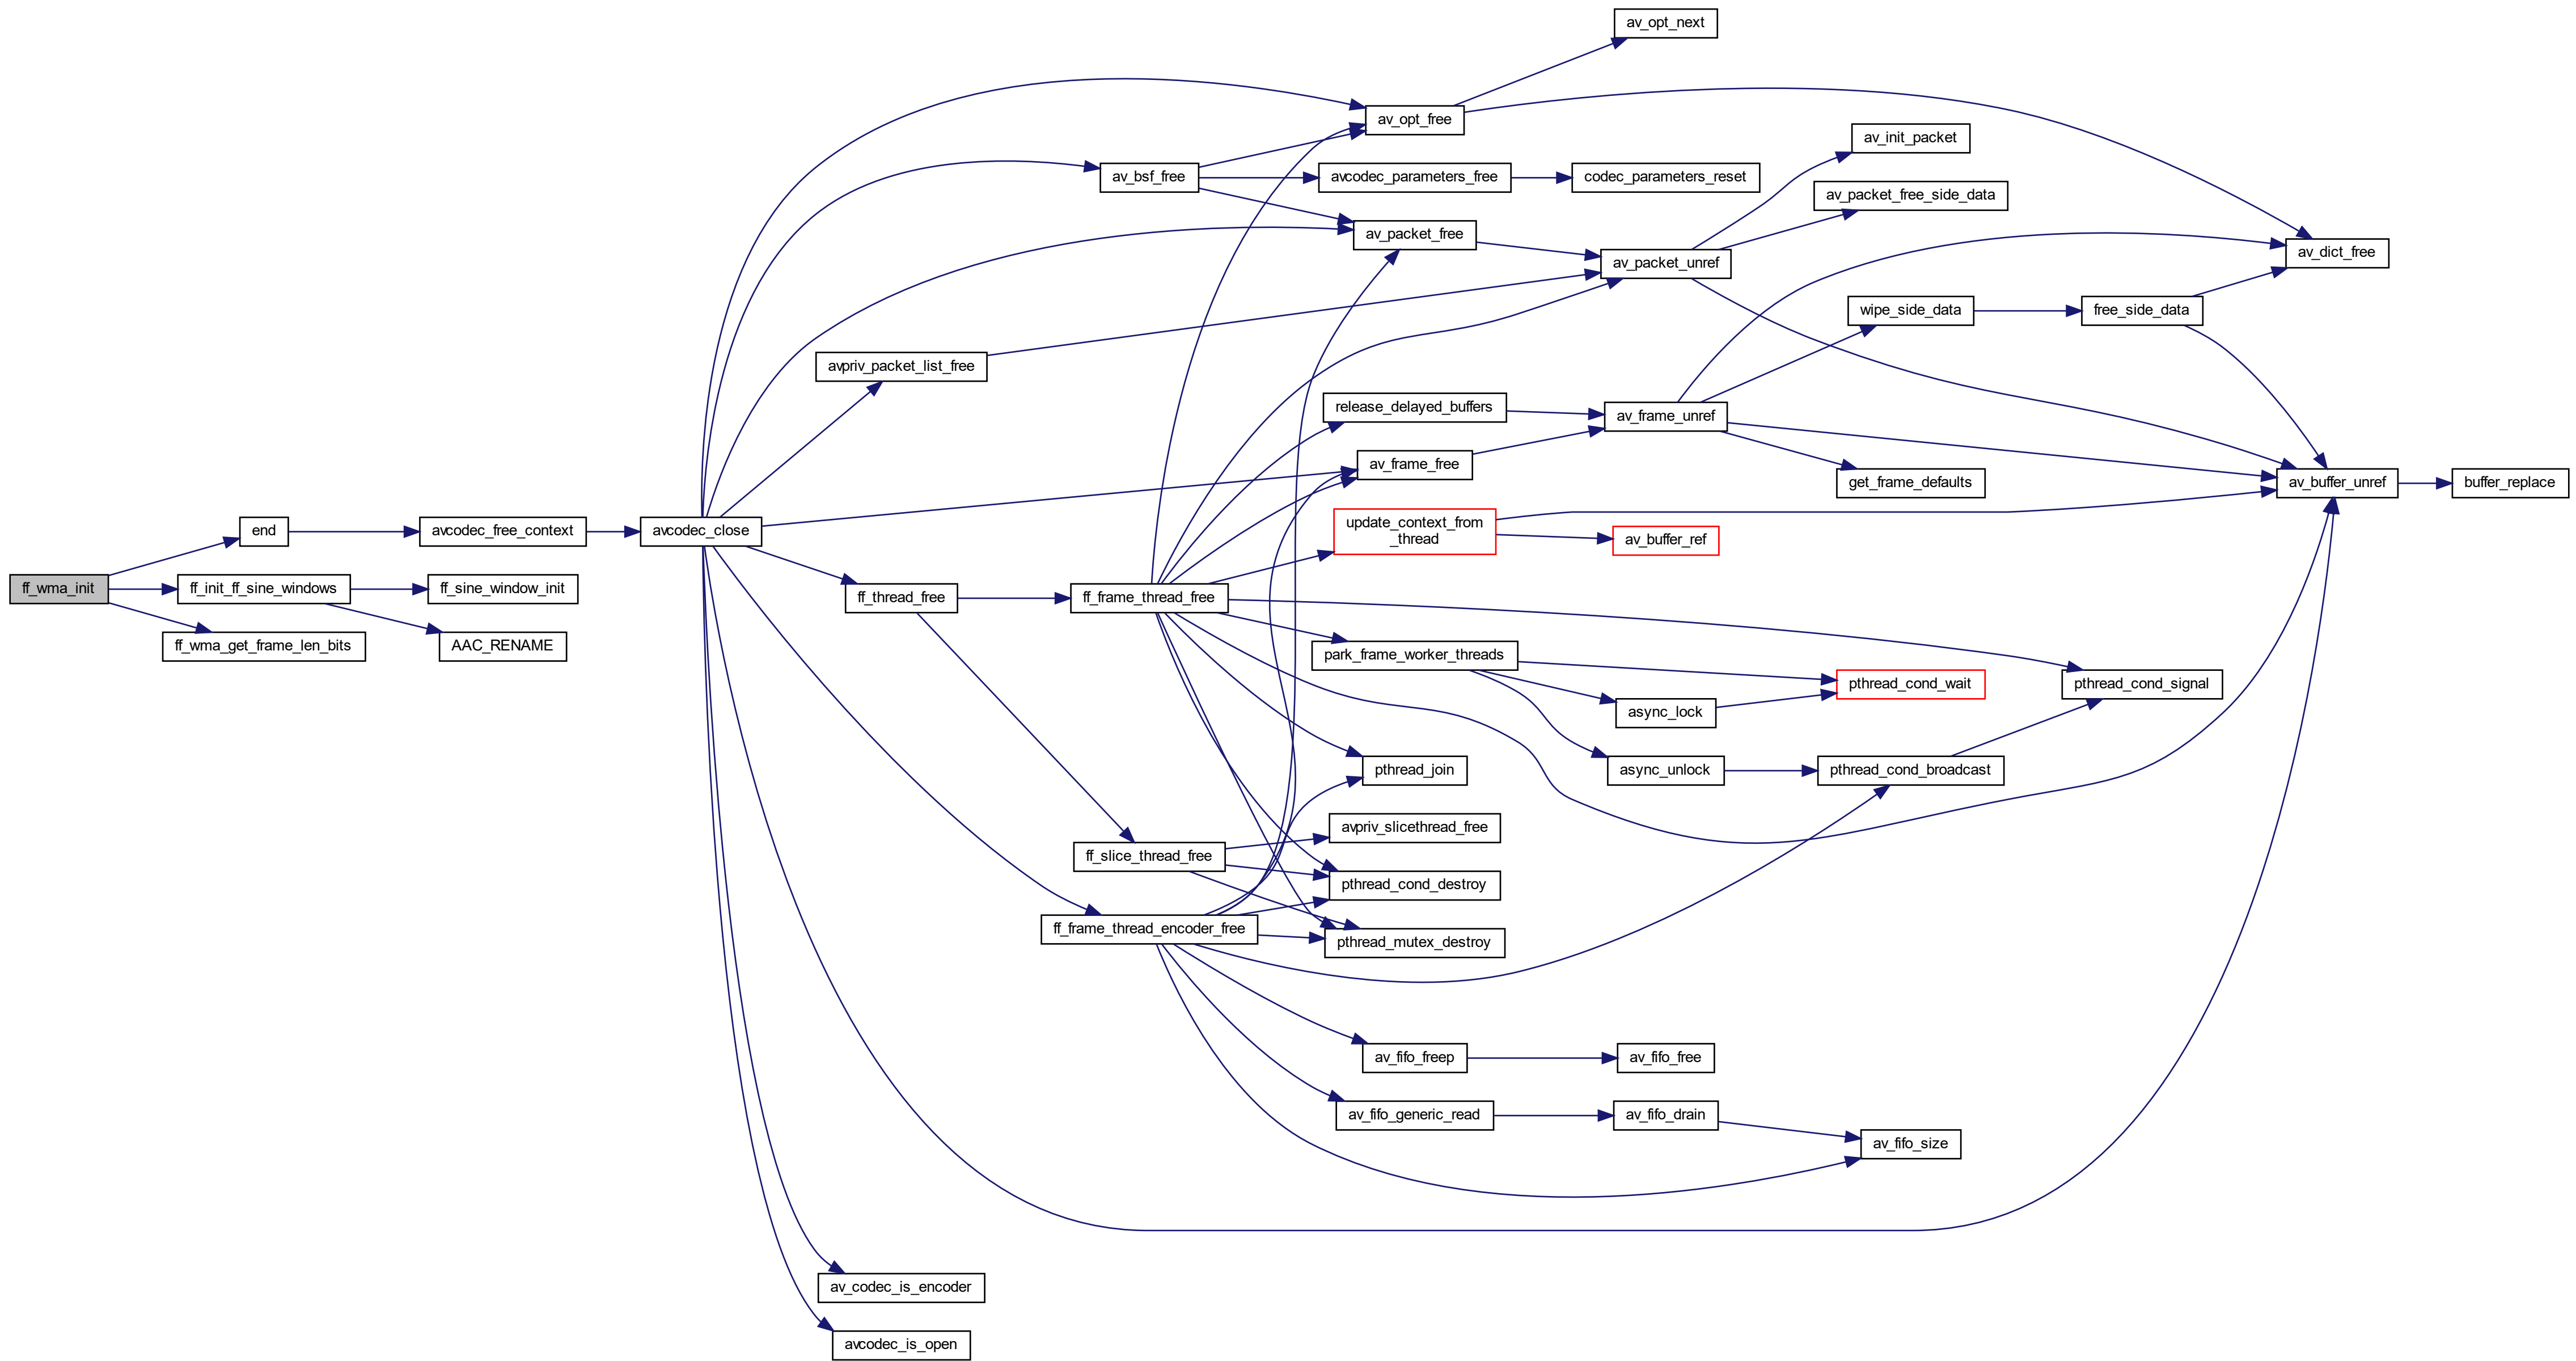 av_opt_next
av_opt_free
av_init_packet
av_bsf_free
avcodec_parameters_free
codec_parameters_reset
av_packet_free_side_data
av_packet_free
av_packet_unref
av_dict_free
wipe_side_data
free_side_data
avpriv_packet_list_free
release_delayed_buffers
av_frame_unref
av_frame_free
get_frame_defaults
av_buffer_unref
buffer_replace
end
avcodec_free_context
avcodec_close
update_context_from
_thread
av_buffer_ref
ff_wma_init
ff_init_ff_sine_windows
ff_sine_window_init
ff_thread_free
ff_frame_thread_free
ff_wma_get_frame_len_bits
AAC_RENAME
park_frame_worker_threads
pthread_cond_wait
pthread_cond_signal
async_lock
pthread_join
async_unlock
pthread_cond_broadcast
avpriv_slicethread_free
ff_slice_thread_free
pthread_cond_destroy
ff_frame_thread_encoder_free
pthread_mutex_destroy
av_fifo_freep
av_fifo_free
av_fifo_generic_read
av_fifo_drain
av_fifo_size
av_codec_is_encoder
avcodec_is_open